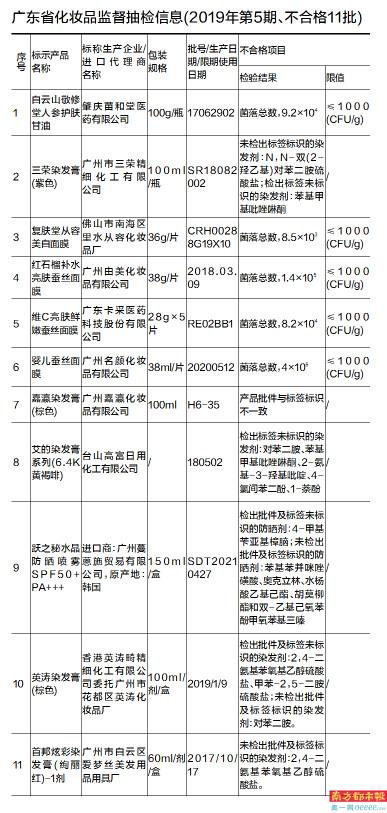 广东省化妆品监督抽检信息(2019年第5期、不合格11批)
序号 标示产品名称 标称生产企业/进口代理商名称 包装规格 批号/生产日期/限期使用日期 不合格项目
检验结果 限值
1 白云山敬修堂人参护肤甘油 肇庆苗和堂医药有限公司 100g/瓶 17062902 菌落总数,9.2×10⁴ ≤1000(CFU/g)
2 三荣染发膏(紫色) 广州市三荣精细化工有限公司 100ml/瓶 SR18082002 未检出标签标识的染发剂:N,N-双(2-羟乙基)对苯二胺硫酸盐;检出标签未标识的染发剂:苯基甲基吡唑啉酮 /
3 复肤堂从容美白面膜 佛山市南海区里水从容化妆品厂 36g/片 CRH00288G19X10 菌落总数,8.5×10³ ≤1000(CFU/g)
4 红石榴补水亮肤蚕丝面膜 广州由美化妆品有限公司 38g/片 2018.03.09 菌落总数,1.4×10⁵ ≤1000(CFU/g)
5 维C亮肤鲜嫩蚕丝面膜 广东卡采医药科技股份有限公司 28g×5片 RE02BB1 菌落总数,8.2×10⁴ ≤1000(CFU/g)
6 婴儿蚕丝面膜 广州名颜化妆品有限公司 38ml/片 20200512 菌落总数,4×10⁶ ≤1000(CFU/g)
7 嘉瀛染发膏(棕色) 广州嘉瀛化妆品有限公司 100ml H6-35 产品批件与标签标识不一致 /
8 艾的染发膏系列(6.4K黄褐啡) 台山高富日用化工有限公司 / 180502 检出标签未标识的染发剂:对苯二胺、苯基甲基吡唑啉酮、2-氨基-3-羟基吡啶、4-氯间苯二酚、1-萘酚 /
9 跃之秘水晶防晒喷雾SPF50+PA+++ 进口商:广州蔓蒽施贸易有限公司,原产地:韩国 150ml/盒 SDT20210427 检出批件及标签未标识的防晒剂:4-甲基苄亚基樟脑;未检出批件及标签标识的防晒剂:苯基苯并咪唑磺酸、奥克立林、水杨酸乙基己酯、胡莫柳酯和双-乙基己氧苯酚甲氧苯基三嗪 /
10 英涛染发膏(棕色) 香港英涛畸精细化工有限公司委托广州市花都区英涛化妆品厂 100ml/剂/盒 2019/1/9 检出批件及标签未标识的染发剂:2,4-二氨基苯氧基乙醇硫酸盐、甲苯-2,5-二胺硫酸盐;未检出批件及标签标识的染发剂:对苯二胺。 /
11 首邦炫彩染发膏(绚丽红)-1剂 广州市白云区爱梦丝美发用品用具厂 60ml/剂/盒 2017/10/17 未检出批件及标签标识的染发剂:2,4-二氨基苯氧基乙醇硫酸盐。 /
南方都市报
奥一网oeeee.com